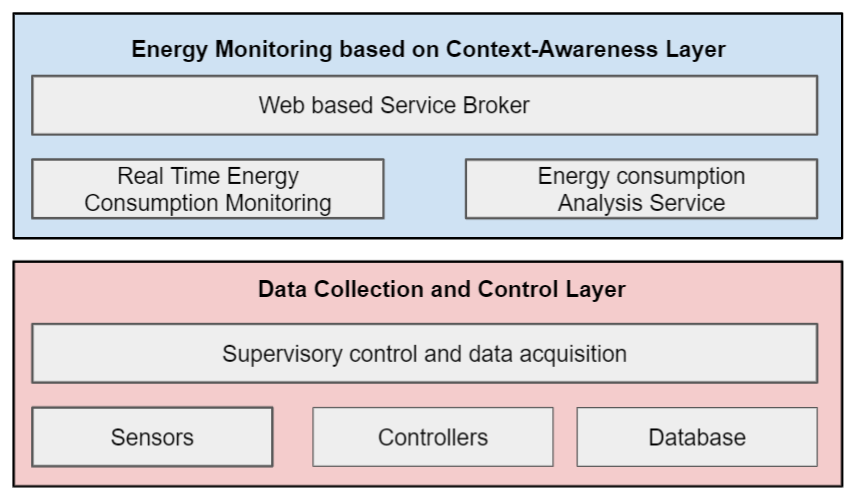 Energy Monitoring based on Context-Awareness Layer
Web based Service Broker
Real Time Energy
Consumption Monitoring
Energy consumption
Analysis Service
Data Collection and Control Layer
Supervisory control and data acquisition
Sensors
Controllers
Database